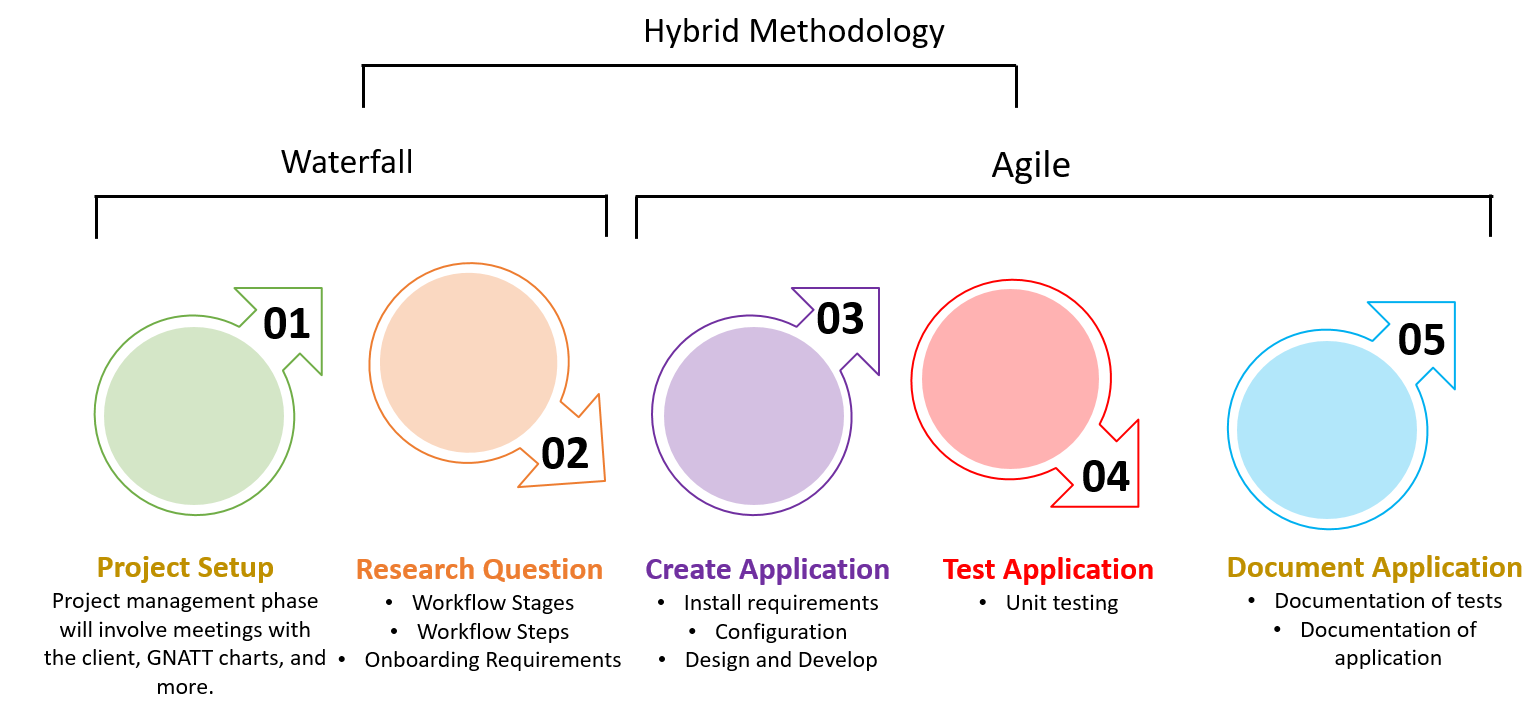 Hybrid Methodology
Waterfall
Agile
01
02
03
04
05
Project Setup
Project management phase
will involve meetings with
the client, GNATT charts, and
more.
Research Question
• Workflow Stages
• Workflow Steps
• Onboarding Requirements
Create Application
• Install requirements
• Configuration
• Design and Develop
Test Application
• Unit testing
Document Application
• Documentation of tests
• Documentation of
application